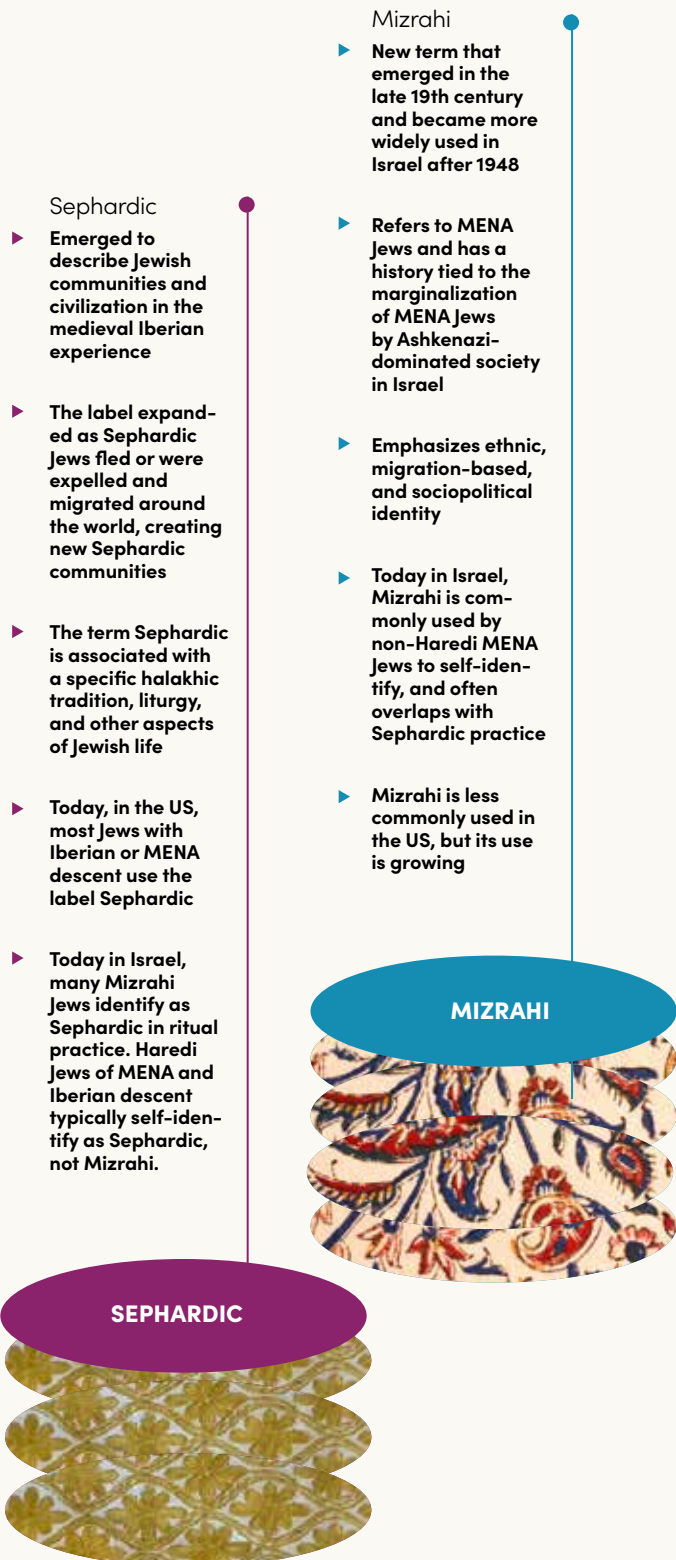 Mizrahi
New term that
emerged in the
late 19th century
and became more
widely used in
Israel after 1948
Refers to MENA
Jews and has a
history tied to the
marginalization
of MENA Jews
by Ashkenazi-
dominated society
in Israel
Emphasizes ethnic,
migration-based,
and sociopolitical
identity
Today in Israel,
Mizrahi is com-
monly used by
non-Haredi MENA
Jews to self-iden-
tify, and often
overlaps with
Sephardic practice
Mizrahi is less
commonly used in
the US, but its use
is growing
MIZRAHI
Sephardic
Emerged to
describe Jewish
communities and
civilization in the
medieval Iberian
experience
The label expand-
ed as Sephardic
Jews fled or were
expelled and
migrated around
the world, creating
new Sephardic
communities
The term Sephardic
is associated with
a specific halakhic
tradition, liturgy,
and other aspects
of Jewish life
Today, in the US,
most Jews with
Iberian or MENA
descent use the
label Sephardic
Today in Israel,
many Mizrahi
Jews identify as
Sephardic in ritual
practice. Haredi
Jews of MENA and
Iberian descent
typically self-iden-
tify as Sephardic,
not Mizrahi.
SEPHARDIC